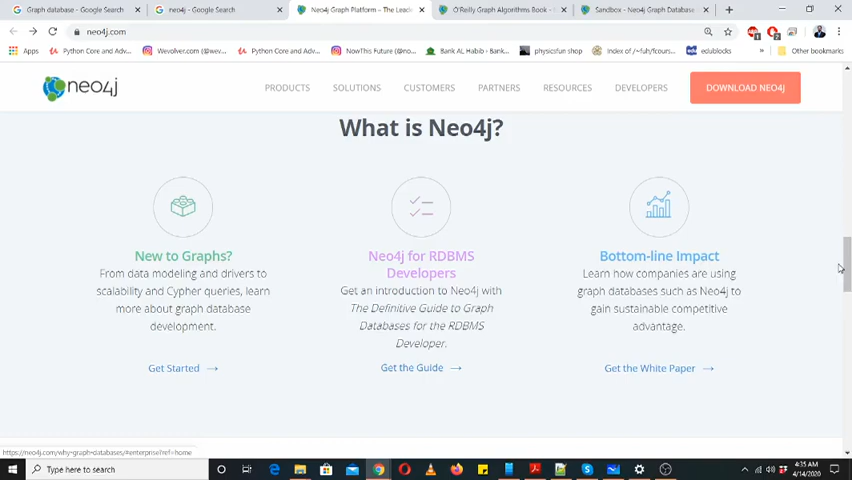 Graph database - Google Search
neo4j - Google Search
Neo4j Graph Platform – The Lead
O'Reilly Graph Algorithms Book -
Sandbox - Neo4j Graph Database
neo4j.com
Apps
Python Core and Adv...
Wevolver.com (@wev...
Python Core and Adv...
NowThis Future (@no...
Bank AL Habib - Bank...
physicsfun shop
Index of /~fuh/fcours...
edublocks
»
Other bookmarks
neo4j
PRODUCTS
SOLUTIONS
CUSTOMERS
PARTNERS
RESOURCES
DEVELOPERS
DOWNLOAD NEO4J
What is Neo4j?
New to Graphs?
From data modeling and drivers to
scalability and Cypher queries, learn
more about graph database
development.
Get Started →
Neo4j for RDBMS
Developers
Get an introduction to Neo4j with
The Definitive Guide to Graph
Databases for the RDBMS
Developer.
Get the Guide →
Bottom-line Impact
Learn how companies are using
graph databases such as Neo4j to
gain sustainable competitive
advantage.
Get the White Paper →
https://neo4j.com/why-graph-databases/#enterprise?ref=home
Type here to search
4:35 AM
4/14/2020